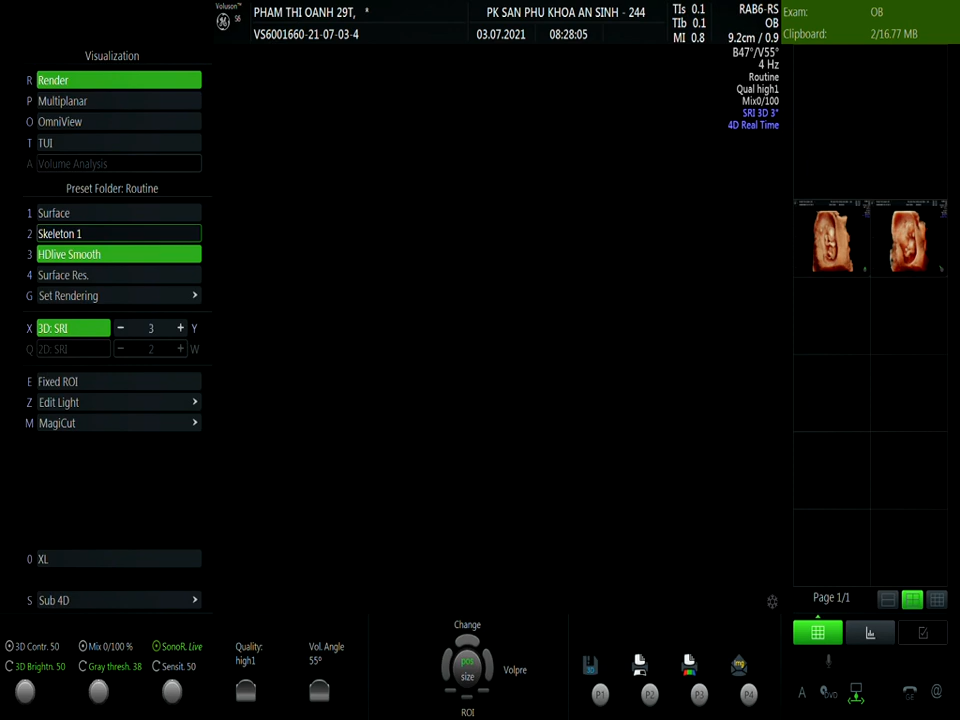 Voluson™
S6
PHAM THI OANH 29T, *
PK SAN PHU KHOA AN SINH - 244
VS6001660-21-07-03-4
03.07.2021
08:28:05
TIs 0.1
TIb 0.1
MI 0.8
RAB6-RS
OB
9.2cm / 0.9
B47°/V55°
4 Hz
Routine
Qual high1
Mix0/100
SRI 3D 3"
4D Real Time
Exam: OB
Clipboard: 2/16.77 MB
Visualization
R Render
P Multiplanar
O OmniView
T TUI
A Volume Analysis
Preset Folder: Routine
1 Surface
2 Skeleton 1
3 HDlive Smooth
4 Surface Res.
G Set Rendering >
X 3D: SRI − 3 + Y
Q 2D: SRI − 2 + W
E Fixed ROI
Z Edit Light >
M MagiCut >
0 XL
S Sub 4D >
3D Contr. 50
Mix 0/100 %
SonoR. Live
3D Brightn. 50
Gray thresh. 38
Sensit. 50
Quality:
high1
Vol. Angle
55°
Change
pos
size
Volpre
ROI
3D
img
P1
P2
P3
P4
Page 1/1
A
DVD
@